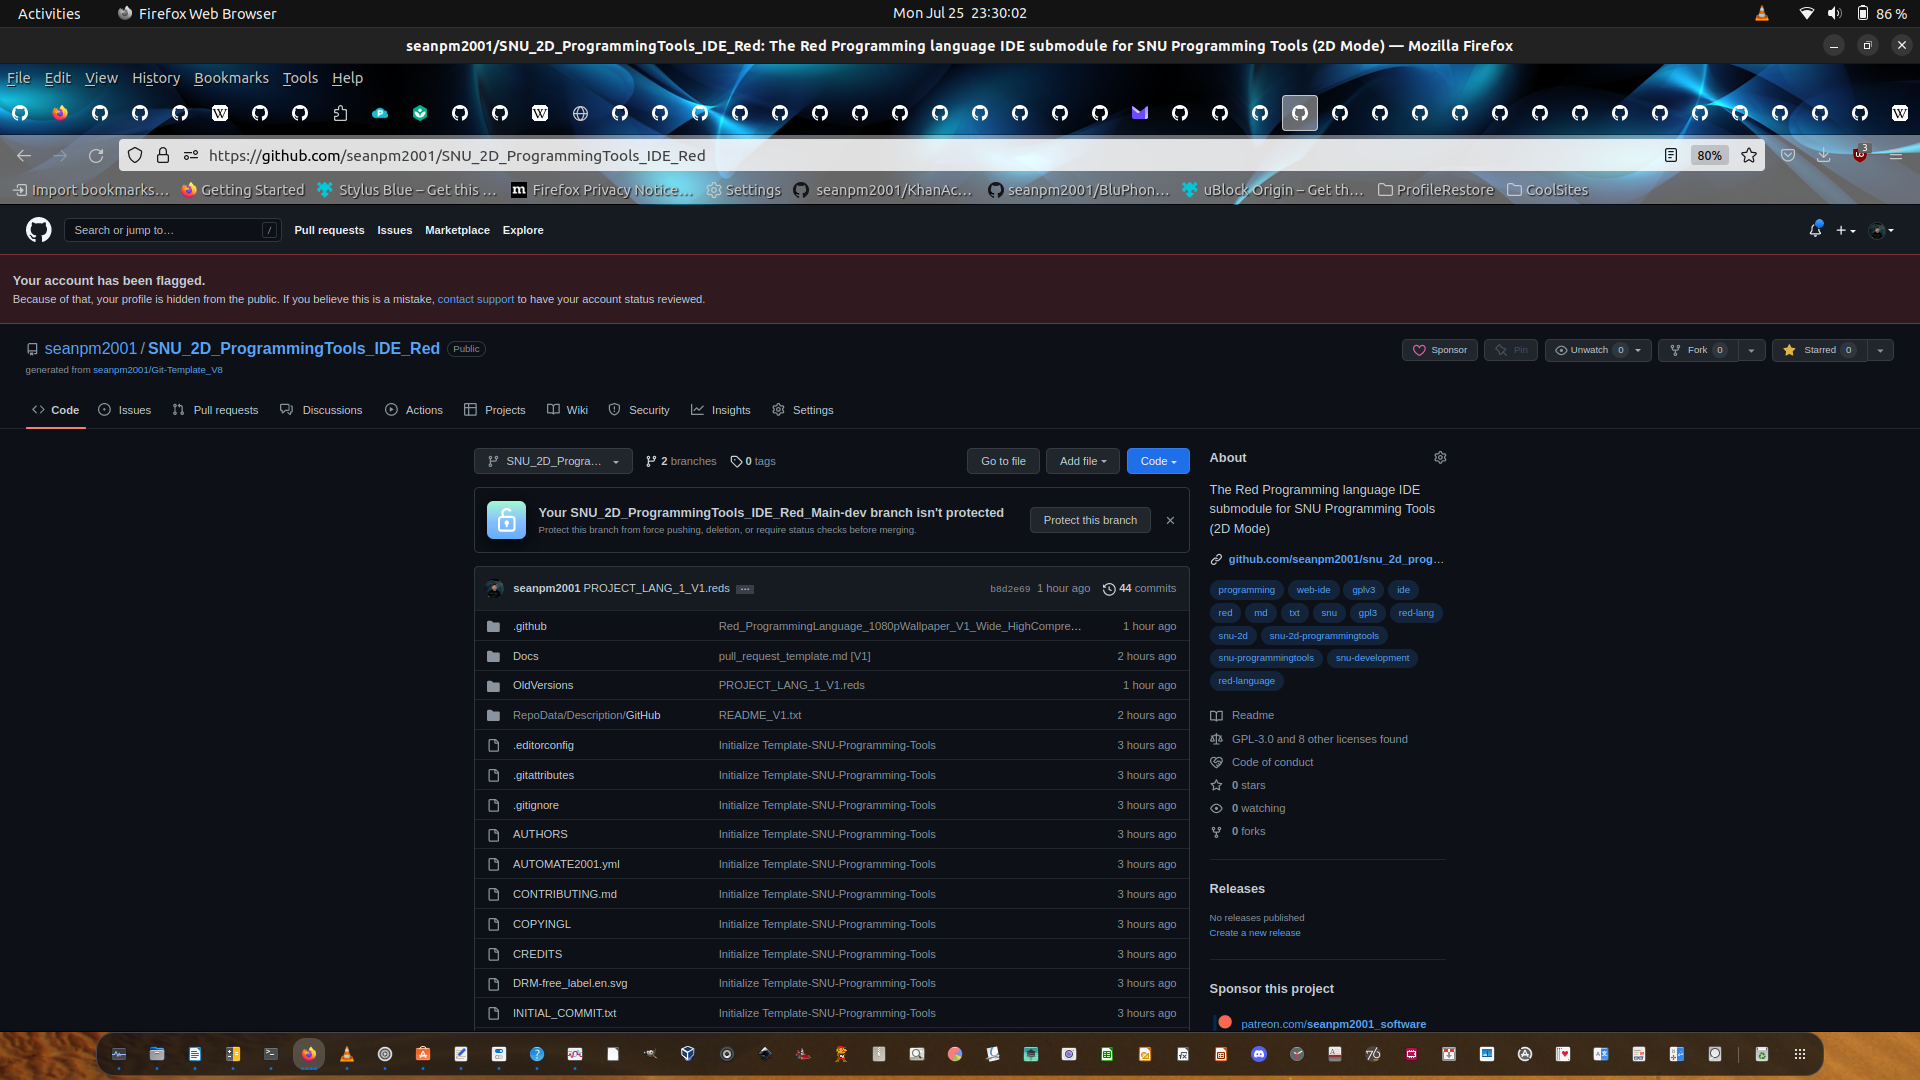 Activities
Firefox Web Browser
Mon Jul 25 23:30:02
86 %
seanpm2001/SNU_2D_ProgrammingTools_IDE_Red: The Red Programming language IDE submodule for SNU Programming Tools (2D Mode) — Mozilla Firefox
File Edit View History Bookmarks Tools Help
https://github.com/seanpm2001/SNU_2D_ProgrammingTools_IDE_Red
80%
3
Import bookmarks... Getting Started Stylus Blue – Get this ... Firefox Privacy Notice... Settings seanpm2001/KhanAc... seanpm2001/BluPhon... uBlock Origin – Get th... ProfileRestore CoolSites
Search or jump to... /
Pull requests Issues Marketplace Explore
Your account has been flagged.
Because of that, your profile is hidden from the public. If you believe this is a mistake, contact support to have your account status reviewed.
seanpm2001 / SNU_2D_ProgrammingTools_IDE_Red Public
generated from seanpm2001/Git-Template_V8
Sponsor Pin Unwatch 0 Fork 0 Starred 0
Code Issues Pull requests Discussions Actions Projects Wiki Security Insights Settings
SNU_2D_Progra... 2 branches 0 tags Go to file Add file Code
Your SNU_2D_ProgrammingTools_IDE_Red_Main-dev branch isn't protected
Protect this branch from force pushing, deletion, or require status checks before merging.
Protect this branch
seanpm2001 PROJECT_LANG_1_V1.reds ... b8d2e69 1 hour ago 44 commits
.github Red_ProgrammingLanguage_1080pWallpaper_V1_Wide_HighCompre... 1 hour ago
Docs pull_request_template.md [V1] 2 hours ago
OldVersions PROJECT_LANG_1_V1.reds 1 hour ago
RepoData/Description/GitHub README_V1.txt 2 hours ago
.editorconfig Initialize Template-SNU-Programming-Tools 3 hours ago
.gitattributes Initialize Template-SNU-Programming-Tools 3 hours ago
.gitignore Initialize Template-SNU-Programming-Tools 3 hours ago
AUTHORS Initialize Template-SNU-Programming-Tools 3 hours ago
AUTOMATE2001.yml Initialize Template-SNU-Programming-Tools 3 hours ago
CONTRIBUTING.md Initialize Template-SNU-Programming-Tools 3 hours ago
COPYINGL Initialize Template-SNU-Programming-Tools 3 hours ago
CREDITS Initialize Template-SNU-Programming-Tools 3 hours ago
DRM-free_label.en.svg Initialize Template-SNU-Programming-Tools 3 hours ago
INITIAL_COMMIT.txt Initialize Template-SNU-Programming-Tools 3 hours ago
About
The Red Programming language IDE
submodule for SNU Programming Tools
(2D Mode)
github.com/seanpm2001/snu_2d_prog...
programming web-ide gplv3 ide
red md txt snu gpl3 red-lang
snu-2d snu-2d-programmingtools
snu-programmingtools snu-development
red-language
Readme
GPL-3.0 and 8 other licenses found
Code of conduct
0 stars
0 watching
0 forks
Releases
No releases published
Create a new release
Sponsor this project
patreon.com/seanpm2001_software